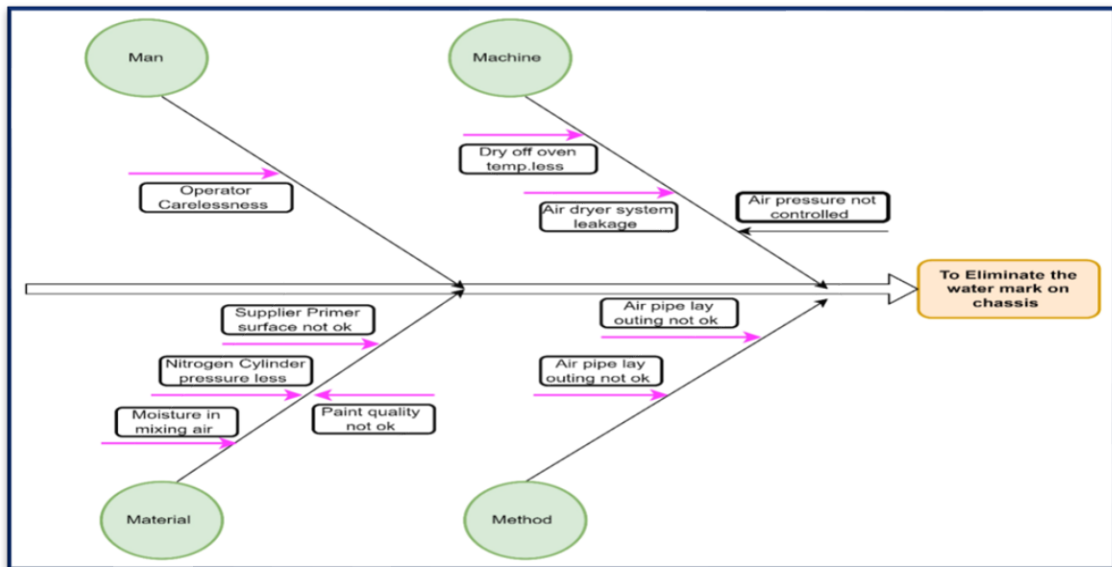 Man
Machine
Dry off oven
temp.less
Operator
Carelessness
Air dryer system
leakage
Air pressure not
controlled
To Eliminate the
water mark on
chassis
Supplier Primer
surface not ok
Air pipe lay
outing not ok
Nitrogen Cylinder
pressure less
Air pipe lay
outing not ok
Moisture in
mixing air
Paint quality
not ok
Material
Method